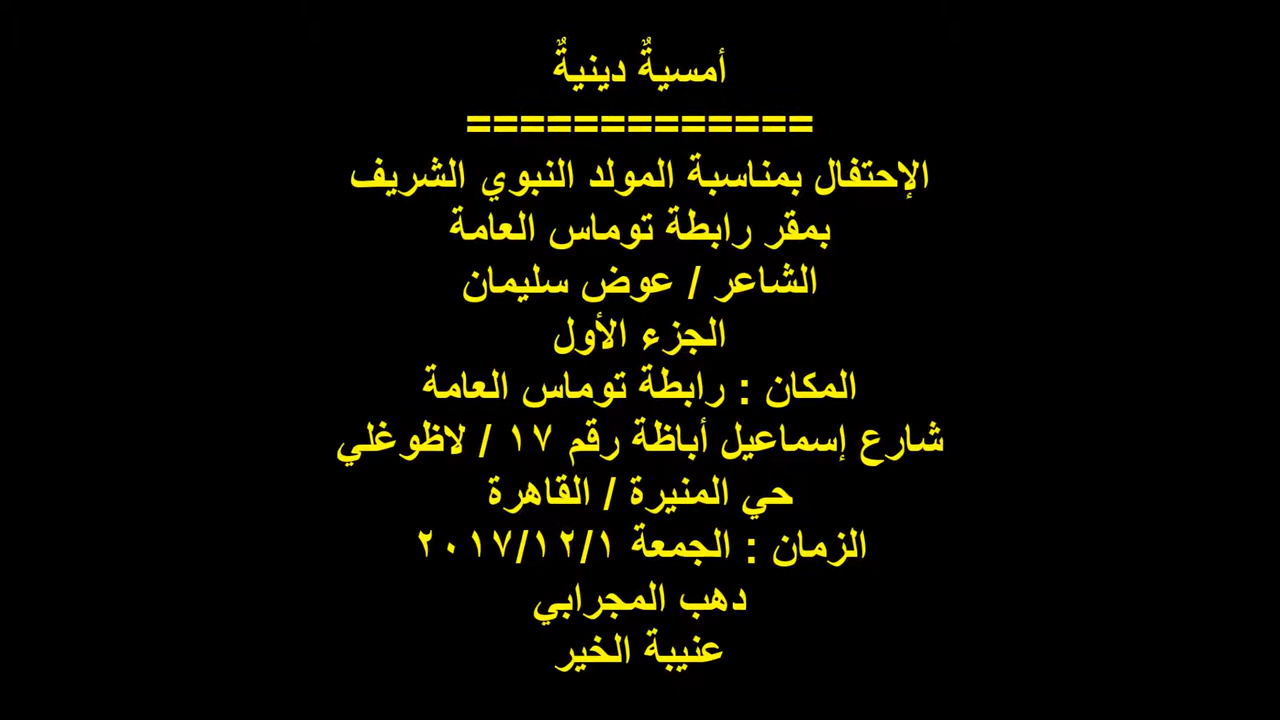 أمسيةٌ دينيةٌ
=============
الإحتفال بمناسبة المولد النبوي الشريف
بمقر رابطة توماس العامة
الشاعر / عوض سليمان
الجزء الأول
المكان : رابطة توماس العامة
شارع إسماعيل أباظة رقم ١٧ / لاظوغلي
حي المنيرة / القاهرة
الزمان : الجمعة ٢٠١٧/١٢/١
دهب المجرابي
عنيبة الخير